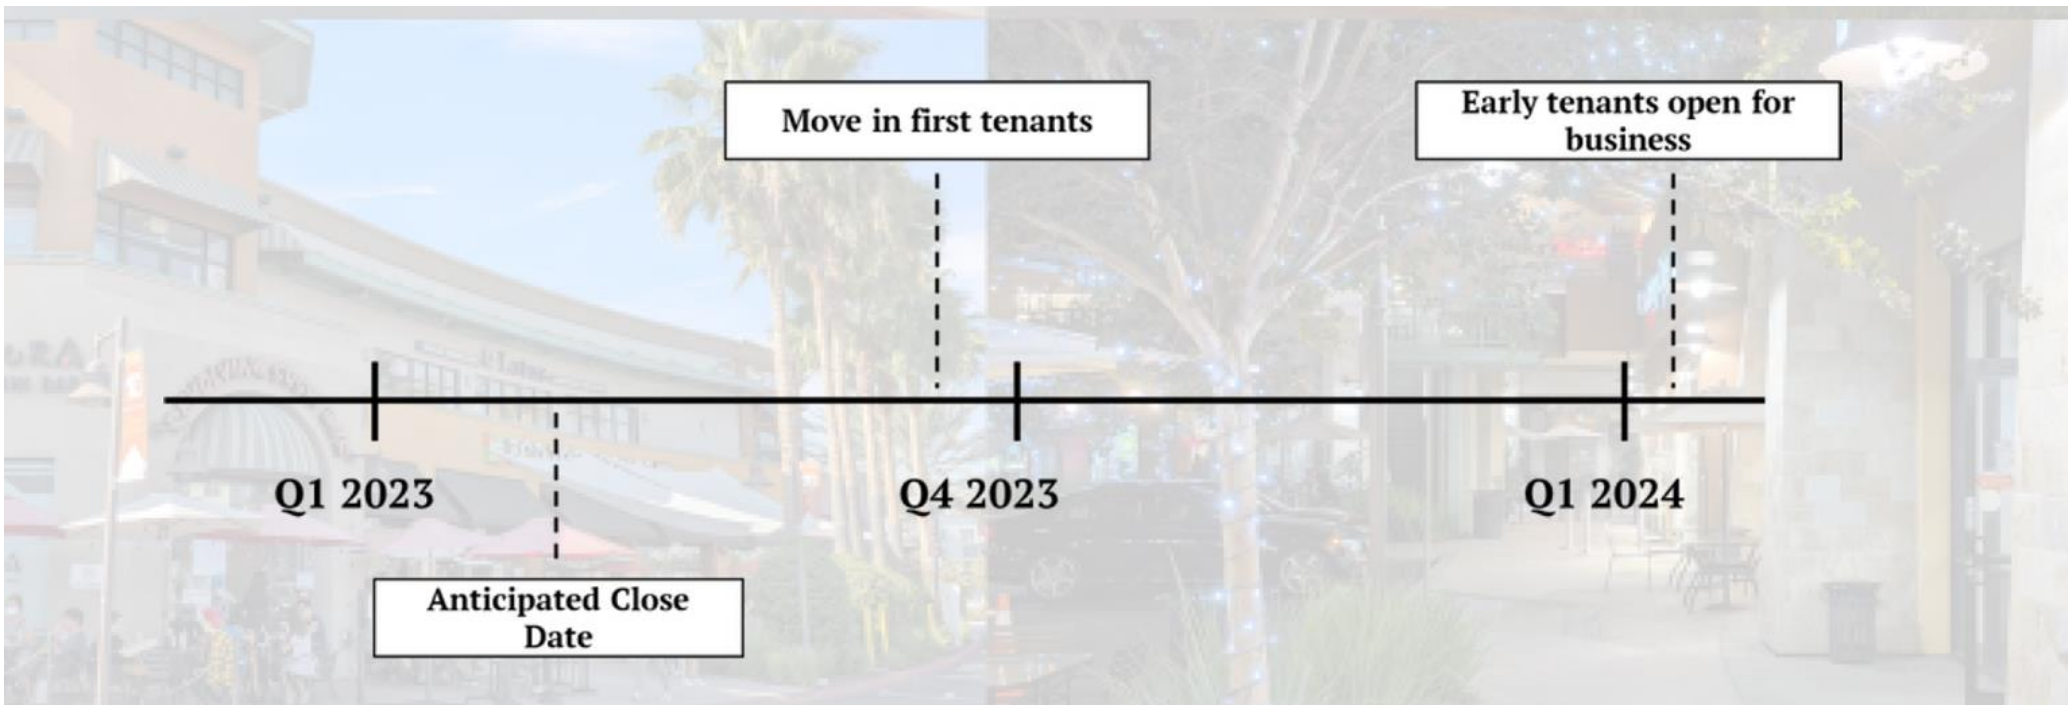 Move in first tenants
Early tenants open for
business
Q1 2023
Q4 2023
Q1 2024
Anticipated Close
Date